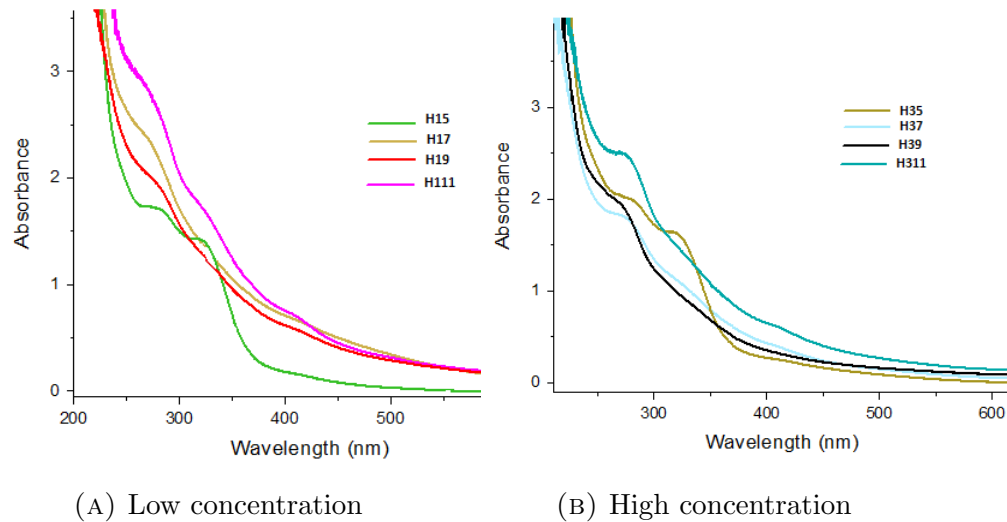 3
2
1
0
Absorbance
200
300
400
500
Wavelength (nm)
H15
H17
H19
H111
(A) Low concentration
3
2
1
0
Absorbance
300
400
500
600
Wavelength (nm)
H35
H37
H39
H311
(B) High concentration